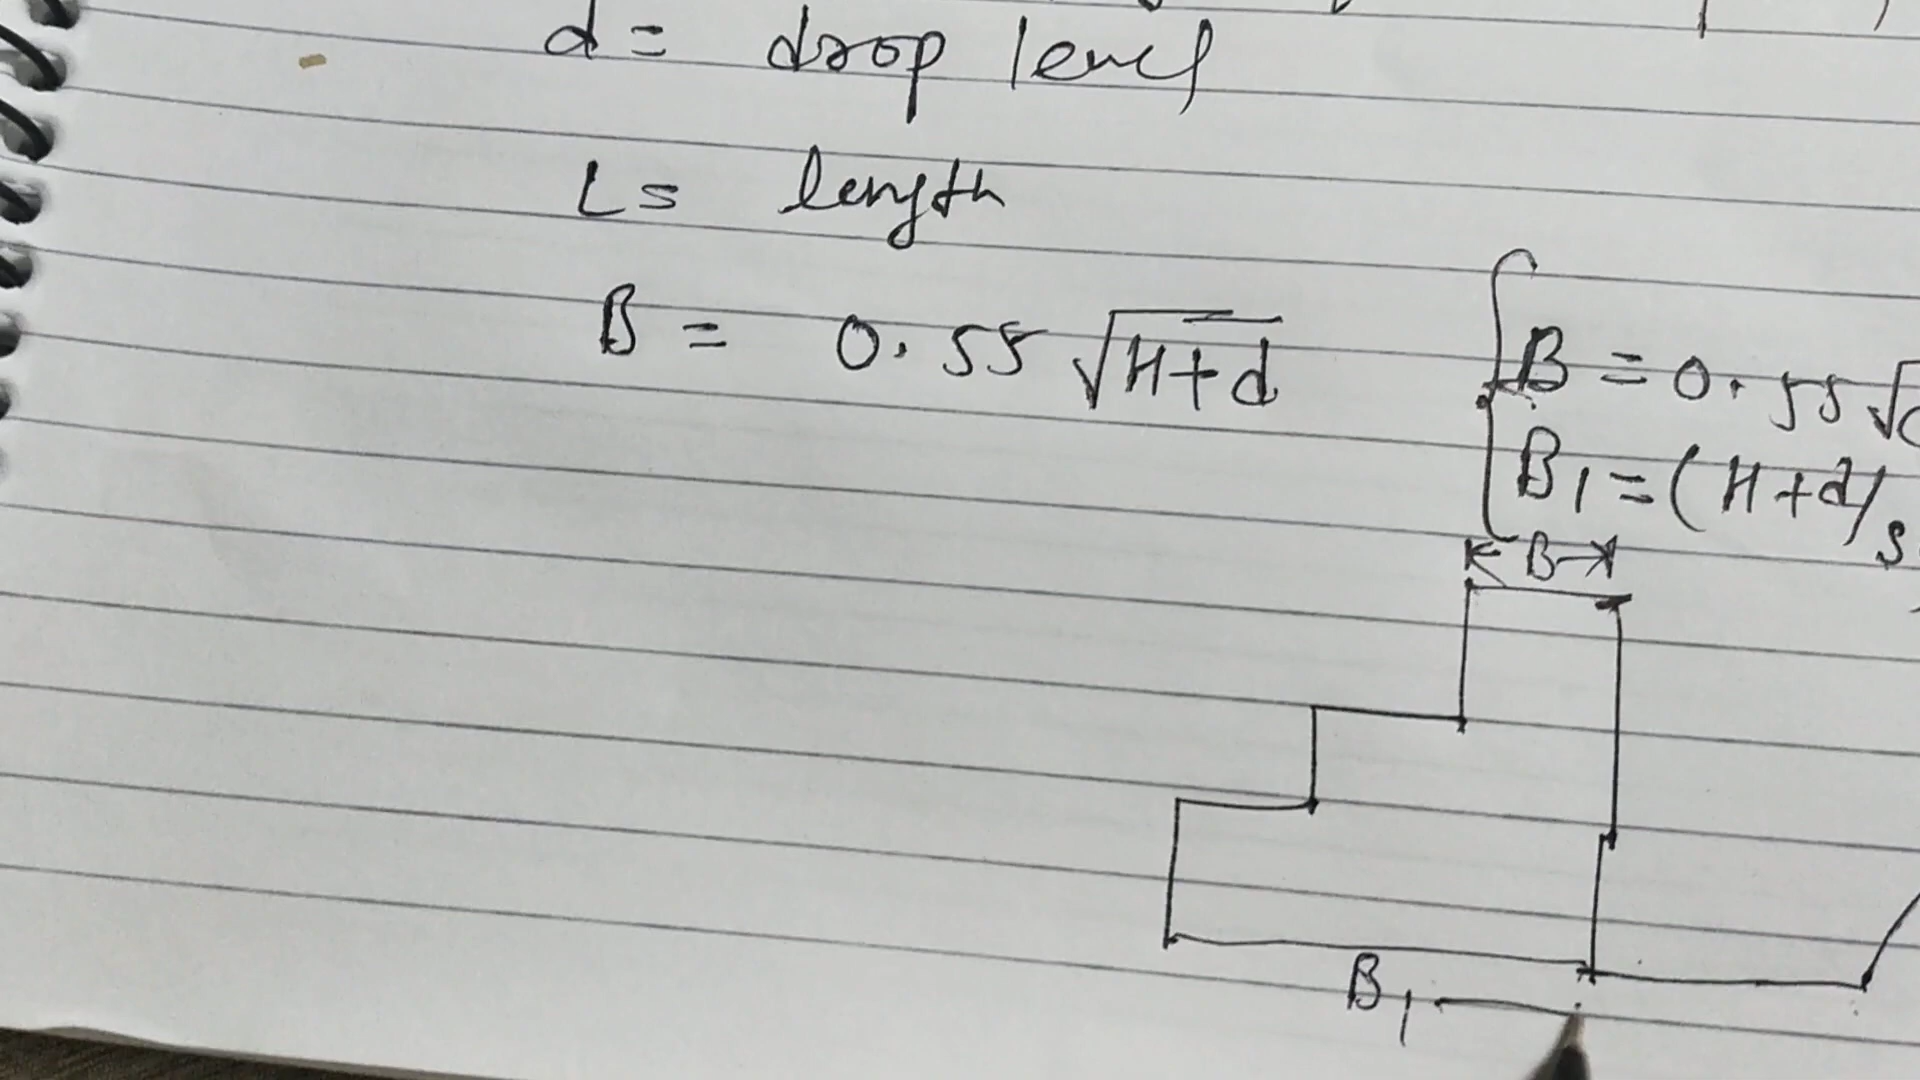 d = drop level
L = length
B = 0.55 √H+d
B = 0.55 √
B1 = (H+d)/
B
B1